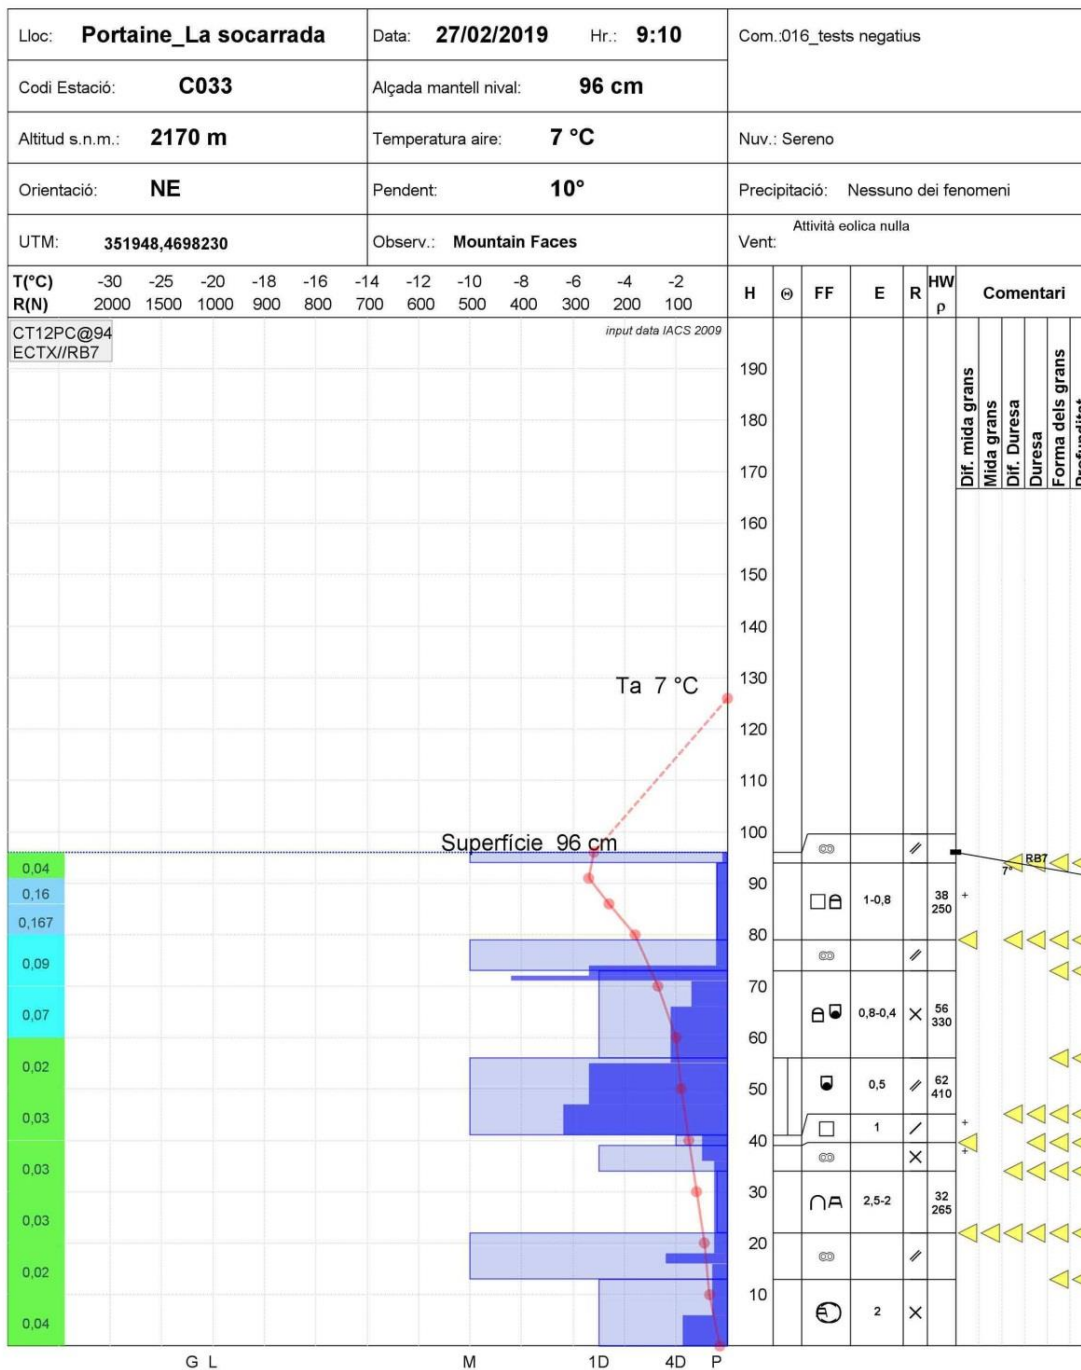 Lloc: Portaine_La socarrada Data: 27/02/2019 Hr.: 9:10 Com.:016_tests negatius
Codi Estació: C033 Alçada mantell nival: 96 cm
Altitud s.n.m.: 2170 m Temperatura aire: 7 °C Nuv.: Sereno
Orientació: NE Pendent: 10° Precipitació: Nessuno dei fenomeni
UTM: 351948,4698230 Observ.: Mountain Faces Vent: Attività eolica nulla
T(°C) -30 -25 -20 -18 -16 -14 -12 -10 -8 -6 -4 -2
R(N) 2000 1500 1000 900 800 700 600 500 400 300 200 100
H Θ FF E R HW ρ Comentari
CT12PC@94
ECTX//RB7
input data IACS 2009
Dif. mida grans
Mida grans
Dif. Duresa
Duresa
Forma dels grans
190
180
170
160
150
140
130
Ta 7 °C
120
110
100
Superfície 96 cm
RB7
7*
0,04
90
0,16
1-0,8 38 250 +
0,167
80
0,09
70
0,07
0,8-0,4 56 330
60
0,02
50
0,5 62 410
0,03
1 +
40
+
0,03
30
2,5-2 32 265
0,03
20
0,02
10
2
0,04
G L M 1D 4D P